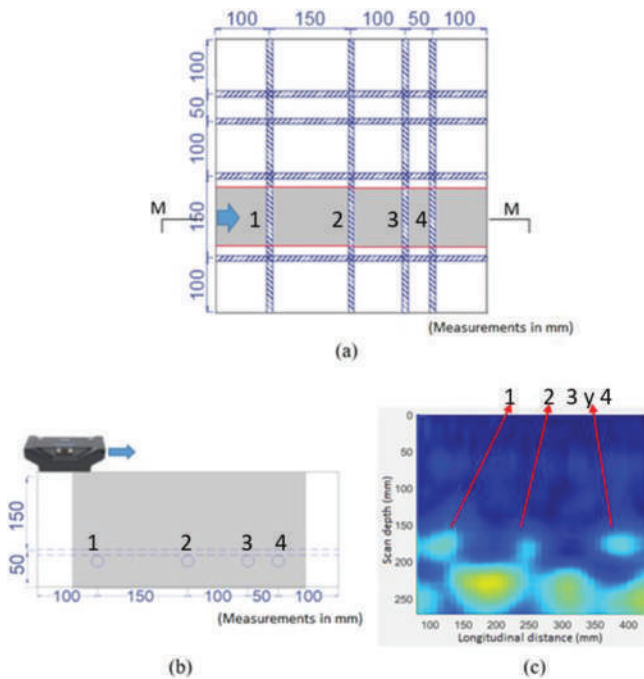 100 150 100 50 100
100
50
100
150
100
M M
1 2 3 4
(Measurements in mm)
(a)
150
50
1 2 3 4
100 150 100 50 100
(Measurements in mm)
(b)
1 2 3 y 4
0
50
100
150
200
250
Scan depth (mm)
100 150 200 250 300 350 400
Longitudinal distance (mm)
(c)